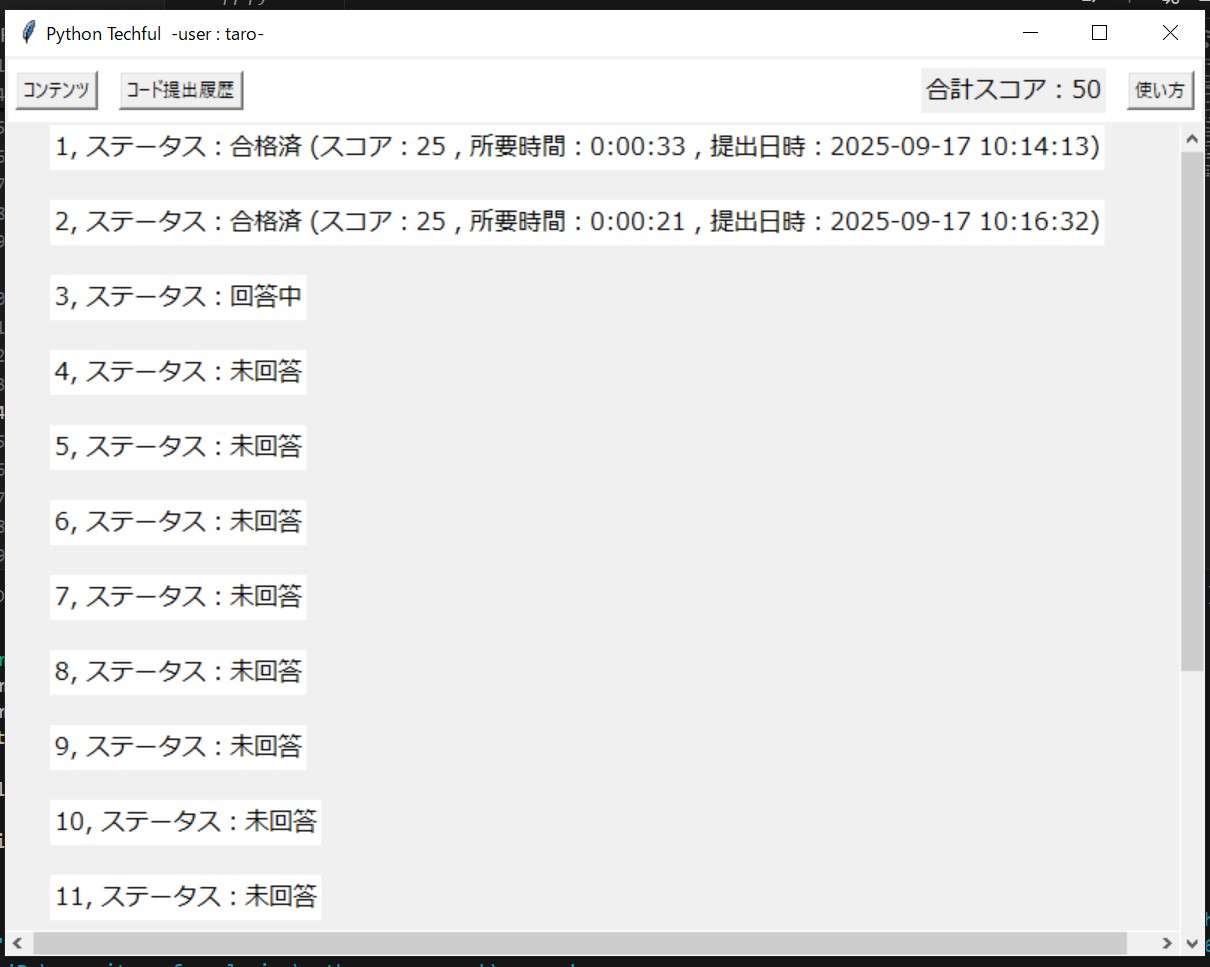 Python Techful -user : taro-
コンテンツ コード提出履歴 合計スコア : 50 使い方
1, ステータス : 合格済 (スコア : 25 , 所要時間 : 0:00:33 , 提出日時 : 2025-09-17 10:14:13)
2, ステータス : 合格済 (スコア : 25 , 所要時間 : 0:00:21 , 提出日時 : 2025-09-17 10:16:32)
3, ステータス : 回答中
4, ステータス : 未回答
5, ステータス : 未回答
6, ステータス : 未回答
7, ステータス : 未回答
8, ステータス : 未回答
9, ステータス : 未回答
10, ステータス : 未回答
11, ステータス : 未回答